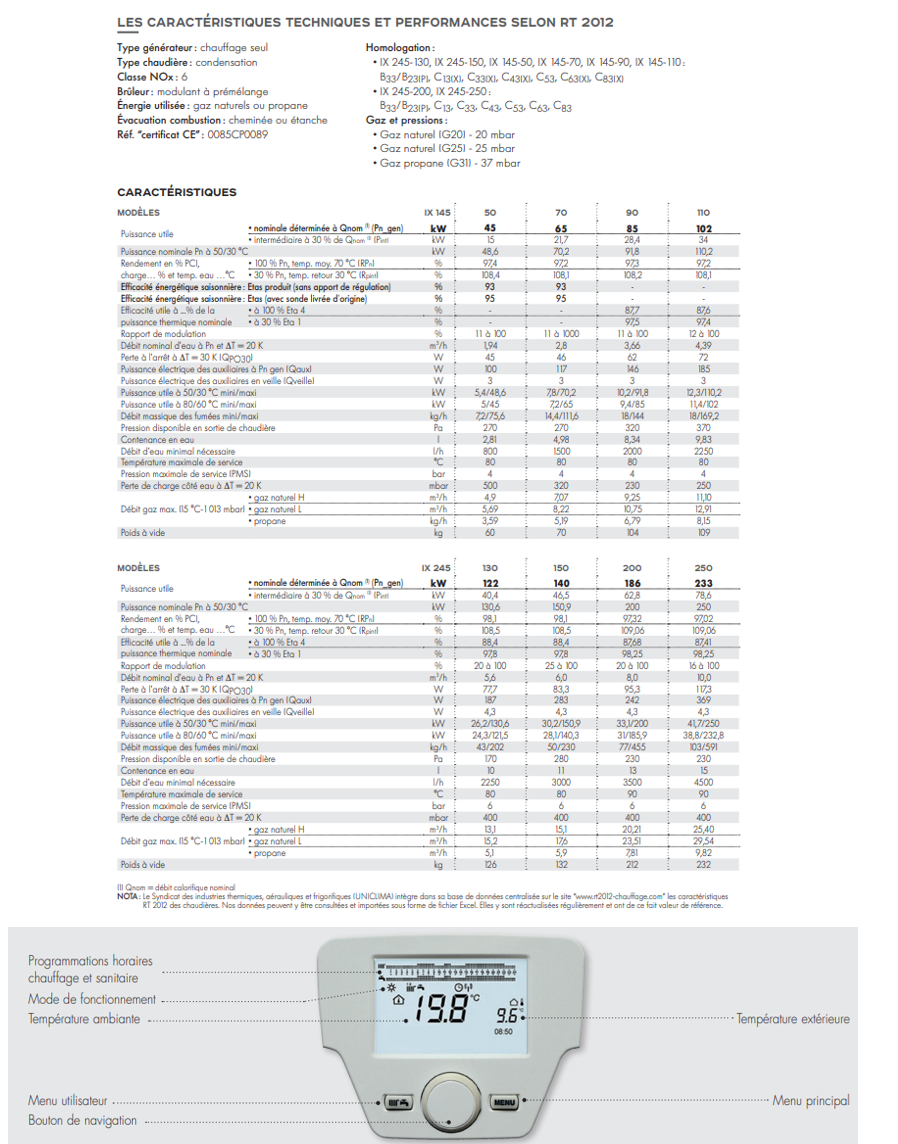 LES CARACTÉRISTIQUES TECHNIQUES ET PERFORMANCES SELON RT 2012
Type générateur : chauffage seul
Type chaudière : condensation
Classe NOx : 6
Brûleur : modulant à prémélange
Énergie utilisée : gaz naturels ou propane
Évacuation combustion : cheminée ou étanche
Réf. "certificat CE" : 0085CP0089
Homologation :
• IX 245-130, IX 245-150, IX 145-50, IX 145-70, IX 145-90, IX 145-110 :
B33/B23(P), C13(X), C33(X), C43(X), C53, C63(X), C83(X)
• IX 245-200, IX 245-250 :
B33/B23(P), C13, C33, C43, C53, C63, C83
Gaz et pressions :
• Gaz naturel (G20) - 20 mbar
• Gaz naturel (G25) - 25 mbar
• Gaz propane (G31) - 37 mbar
CARACTÉRISTIQUES
MODÈLES IX 145 50 70 90 110
Puissance utile • nominale déterminée à Qnom (1) (Pn_gen) kW 45 65 85 102
• intermédiaire à 30 % de Qnom (1) (Pint) kW 15 21,7 28,4 34
Puissance nominale Pn à 50/30 °C kW 48,6 70,2 91,8 110,2
Rendement en % PCI, • 100 % Pn, temp. moy. 70 °C (RPn) % 97,4 97,2 97,3 97,2
charge... % et temp. eau ...°C • 30 % Pn, temp. retour 30 °C (Rpint) % 108,4 108,1 108,2 108,1
Efficacité énergétique saisonnière : Etas produit (sans apport de régulation) % 93 93 - -
Efficacité énergétique saisonnière : Etas (avec sonde livrée d'origine) % 95 95 - -
Efficacité utile à ...% de la • à 100 % Eta 4 % - - 87,7 87,6
puissance thermique nominale • à 30 % Eta 1 % - - 97,5 97,4
Rapport de modulation % 11 à 100 11 à 1000 11 à 100 12 à 100
Débit nominal d'eau à Pn et ΔT = 20 K m³/h 1,94 2,8 3,66 4,39
Perte à l'arrêt à ΔT = 30 K (QPO30) W 45 46 62 72
Puissance électrique des auxiliaires à Pn gen (Qaux) W 100 117 146 185
Puissance électrique des auxiliaires en veille (Qveille) W 3 3 3 3
Puissance utile à 50/30 °C mini/maxi kW 5,4/48,6 7,8/70,2 10,2/91,8 12,3/110,2
Puissance utile à 80/60 °C mini/maxi kW 5/45 7,2/65 9,4/85 11,4/102
Débit massique des fumées mini/maxi kg/h 7,2/75,6 14,4/111,6 18/144 18/169,2
Pression disponible en sortie de chaudière Pa 270 270 320 370
Contenance en eau l 2,81 4,98 8,34 9,83
Débit d'eau minimal nécessaire l/h 800 1500 2000 2250
Température maximale de service °C 80 80 80 80
Pression maximale de service (PMS) bar 4 4 4 4
Perte de charge côté eau à ΔT = 20 K mbar 500 320 230 250
• gaz naturel H m³/h 4,9 7,07 9,25 11,10
Débit gaz max. (15 °C-1 013 mbar) • gaz naturel L m³/h 5,69 8,22 10,75 12,91
• propane kg/h 3,59 5,19 6,79 8,15
Poids à vide kg 60 70 104 109
MODÈLES IX 245 130 150 200 250
Puissance utile • nominale déterminée à Qnom (1) (Pn_gen) kW 122 140 186 233
• intermédiaire à 30 % de Qnom (1) (Pint) kW 40,4 46,5 62,8 78,6
Puissance nominale Pn à 50/30 °C kW 130,6 150,9 200 250
Rendement en % PCI, • 100 % Pn, temp. moy. 70 °C (RPn) % 98,1 98,1 97,32 97,02
charge... % et temp. eau ...°C • 30 % Pn, temp. retour 30 °C (Rpint) % 108,5 108,5 109,06 109,06
Efficacité utile à ...% de la • à 100 % Eta 4 % 88,4 88,4 87,68 87,41
puissance thermique nominale • à 30 % Eta 1 % 97,8 97,8 98,25 98,25
Rapport de modulation % 20 à 100 25 à 100 20 à 100 16 à 100
Débit nominal d'eau à Pn et ΔT = 20 K m³/h 5,6 6,0 8,0 10,0
Perte à l'arrêt à ΔT = 30 K (QPO30) W 77,7 83,3 95,3 117,3
Puissance électrique des auxiliaires à Pn gen (Qaux) W 187 283 242 369
Puissance électrique des auxiliaires en veille (Qveille) W 4,3 4,3 4,3 4,3
Puissance utile à 50/30 °C mini/maxi kW 26,2/130,6 30,2/150,9 33,1/200 41,7/250
Puissance utile à 80/60 °C mini/maxi kW 24,3/121,5 28,1/140,3 31/185,9 38,8/232,8
Débit massique des fumées mini/maxi kg/h 43/202 50/230 77/455 103/591
Pression disponible en sortie de chaudière Pa 170 280 230 230
Contenance en eau l 10 11 13 15
Débit d'eau minimal nécessaire l/h 2250 3000 3500 4500
Température maximale de service °C 80 80 90 90
Pression maximale de service (PMS) bar 6 6 6 6
Perte de charge côté eau à ΔT = 20 K mbar 400 400 400 400
• gaz naturel H m³/h 13,1 15,1 20,21 25,40
Débit gaz max. (15 °C-1 013 mbar) • gaz naturel L m³/h 15,2 17,6 23,51 29,54
• propane m³/h 5,1 5,9 7,81 9,82
Poids à vide kg 126 132 212 232
(1) Qnom = débit calorifique nominal
NOTA : Le Syndicat des industries thermiques, aérauliques et frigorifiques (UNICLIMA) intègre dans sa base de données centralisée sur le site "www.rt2012-chauffage.com" les caractéristiques
RT 2012 des chaudières. Nos données peuvent y être consultées et importées sous forme de fichier Excel. Elles y sont réactualisées régulièrement et ont de ce fait valeur de référence.
Programmations horaires
chauffage et sanitaire
Mode de fonctionnement
Température ambiante
19.8 °C
9.6 °C
08:50
Température extérieure
Menu utilisateur
MENU
Menu principal
Bouton de navigation